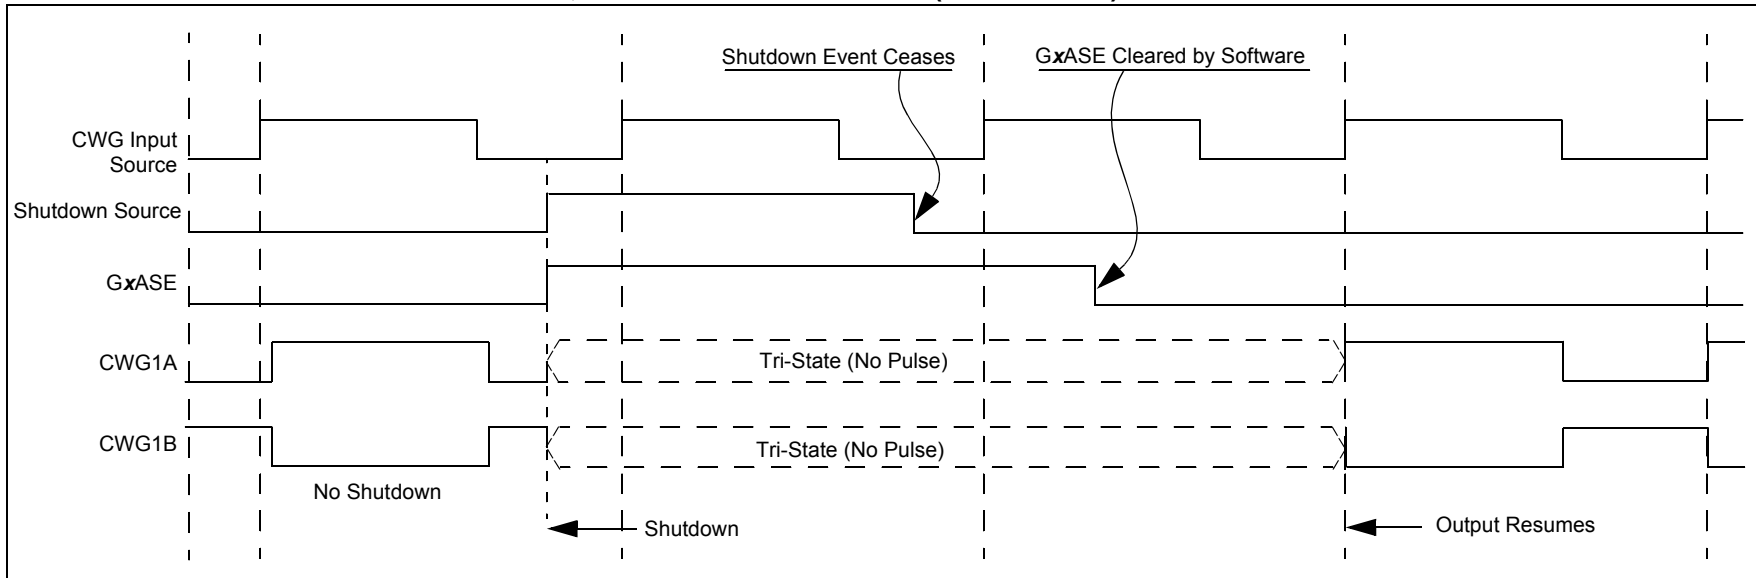 Shutdown Event Ceases
GxASE Cleared by Software
CWG Input
Source
Shutdown Source
GxASE
CWG1A
Tri-State (No Pulse)
CWG1B
Tri-State (No Pulse)
No Shutdown
Shutdown
Output Resumes